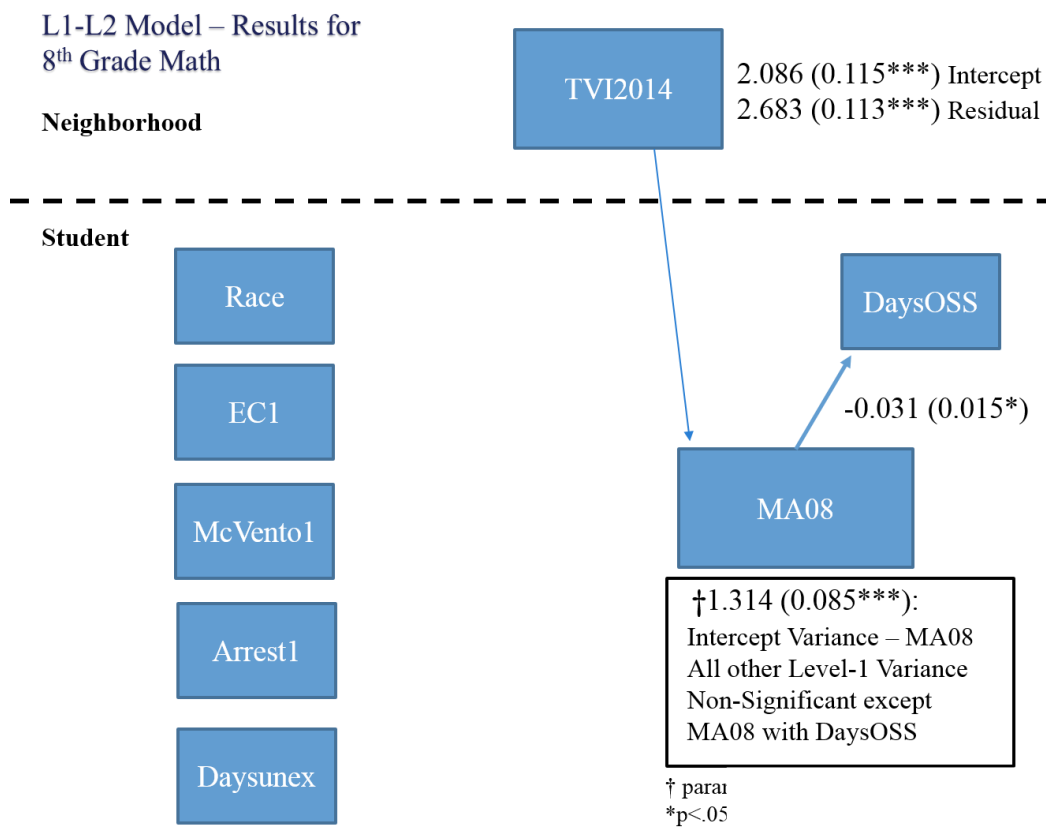 L1-L2 Model – Results for
8th Grade Math
TVI2014
2.086 (0.115***) Intercept
2.683 (0.113***) Residual
Neighborhood
Student
Race
DaysOSS
EC1
-0.031 (0.015*)
McVento1
MA08
†1.314 (0.085***):
Intercept Variance – MA08
All other Level-1 Variance
Non-Significant except
MA08 with DaysOSS
Arrest1
Daysunex
†
*p<.05